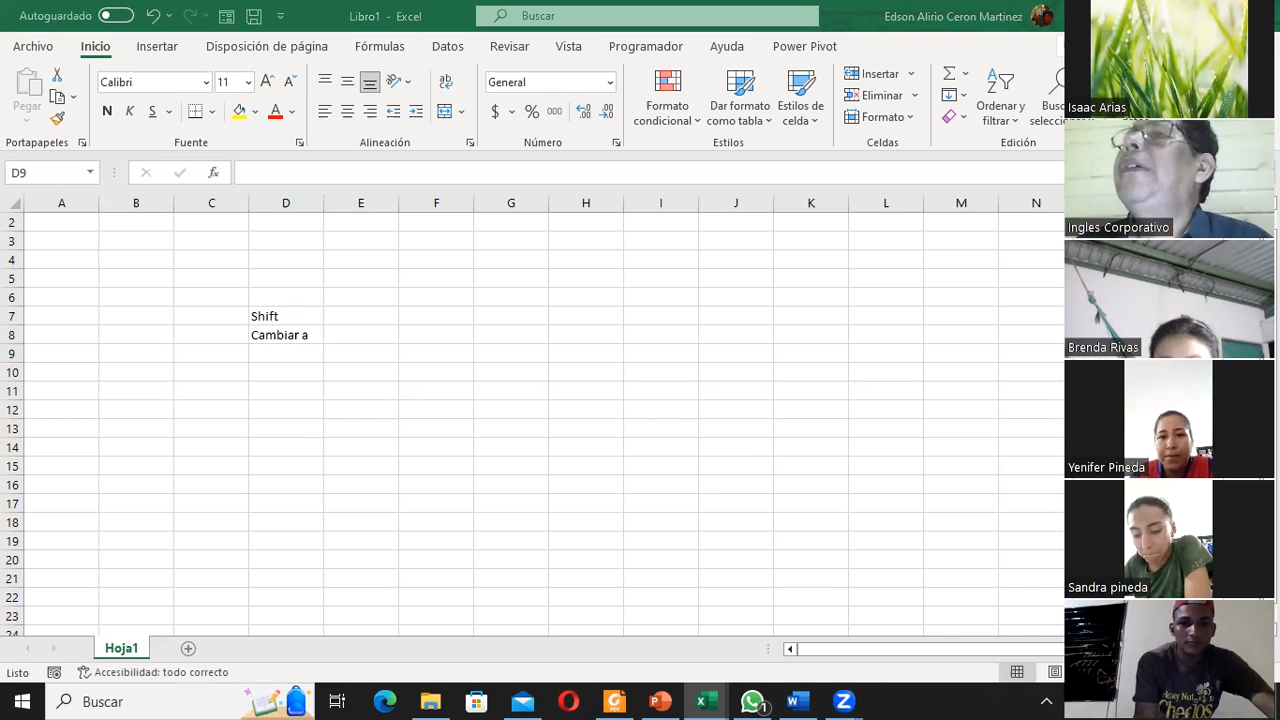 Autoguardado
Libro1 - Excel
Buscar
Edson Alirio Ceron Martinez
Archivo Inicio Insertar Disposición de página Fórmulas Datos Revisar Vista Programador Ayuda Power Pivot
Pegar
Calibri 11
N K S
Portapapeles
Fuente
Alineación
General
$ % 000
Número
Formato condicional
Dar formato como tabla
Estilos de celda
Estilos
Insertar
Eliminar
Formato
Celdas
Ordenar y filtrar
Edición
D9
fx
A B C D E F G H I J K L M N
2
3
4
5
6
7 Shift
8 Cambiar a
9
10
11
12
13
14
15
16
17
18
19
20
21
22
23
24
Hoja1
Listo
Accesibilidad: todo correcto
Buscar
1
Isaac Arias
Ingles Corporativo
Brenda Rivas
Yenifer Pineda
Sandra pineda